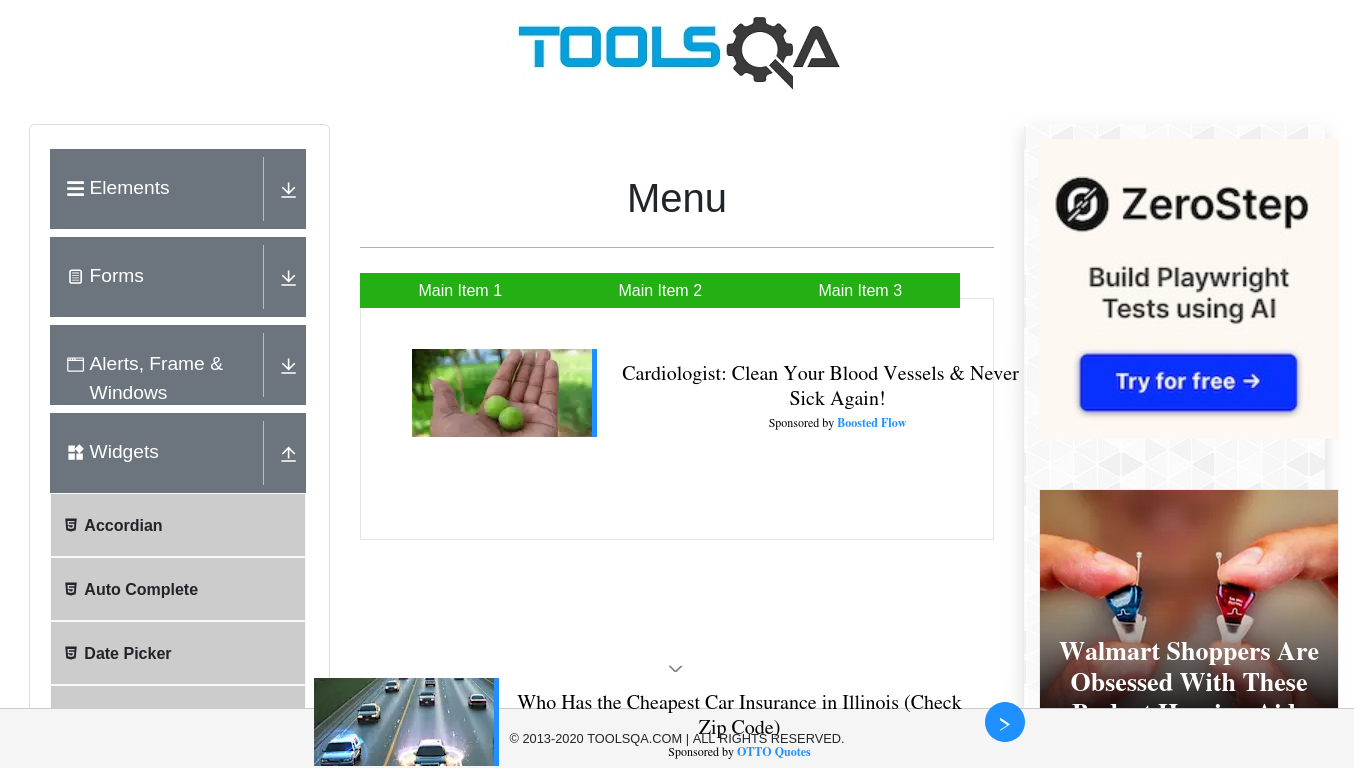 TOOLSQA
Elements
Forms
Alerts, Frame &
Windows
Widgets
Accordian
Auto Complete
Date Picker
Menu
Main Item 1
Main Item 2
Main Item 3
Cardiologist: Clean Your Blood Vessels & Never
Sick Again!
Sponsored by Boosted Flow
ZeroStep
Build Playwright
Tests using AI
Try for free →
Walmart Shoppers Are
Obsessed With These
Who Has the Cheapest Car Insurance in Illinois (Check
Zip Code)
© 2013-2020 TOOLSQA.COM | ALL RIGHTS RESERVED.
Sponsored by OTTO Quotes